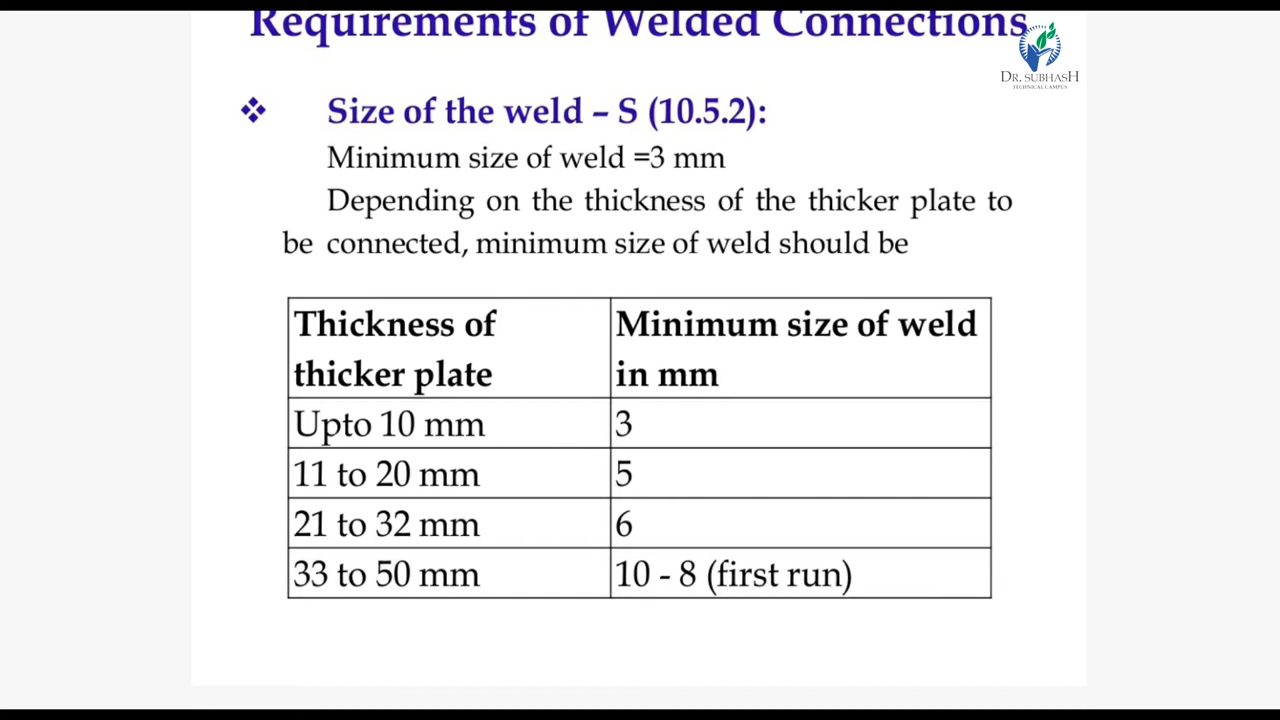 Requirements of Welded Connections
DR. SUBHASH
TECHNICAL CAMPUS
❖ Size of the weld – S (10.5.2):
Minimum size of weld =3 mm
Depending on the thickness of the thicker plate to
be connected, minimum size of weld should be
Thickness of thicker plate | Minimum size of weld in mm
Upto 10 mm | 3
11 to 20 mm | 5
21 to 32 mm | 6
33 to 50 mm | 10 - 8 (first run)